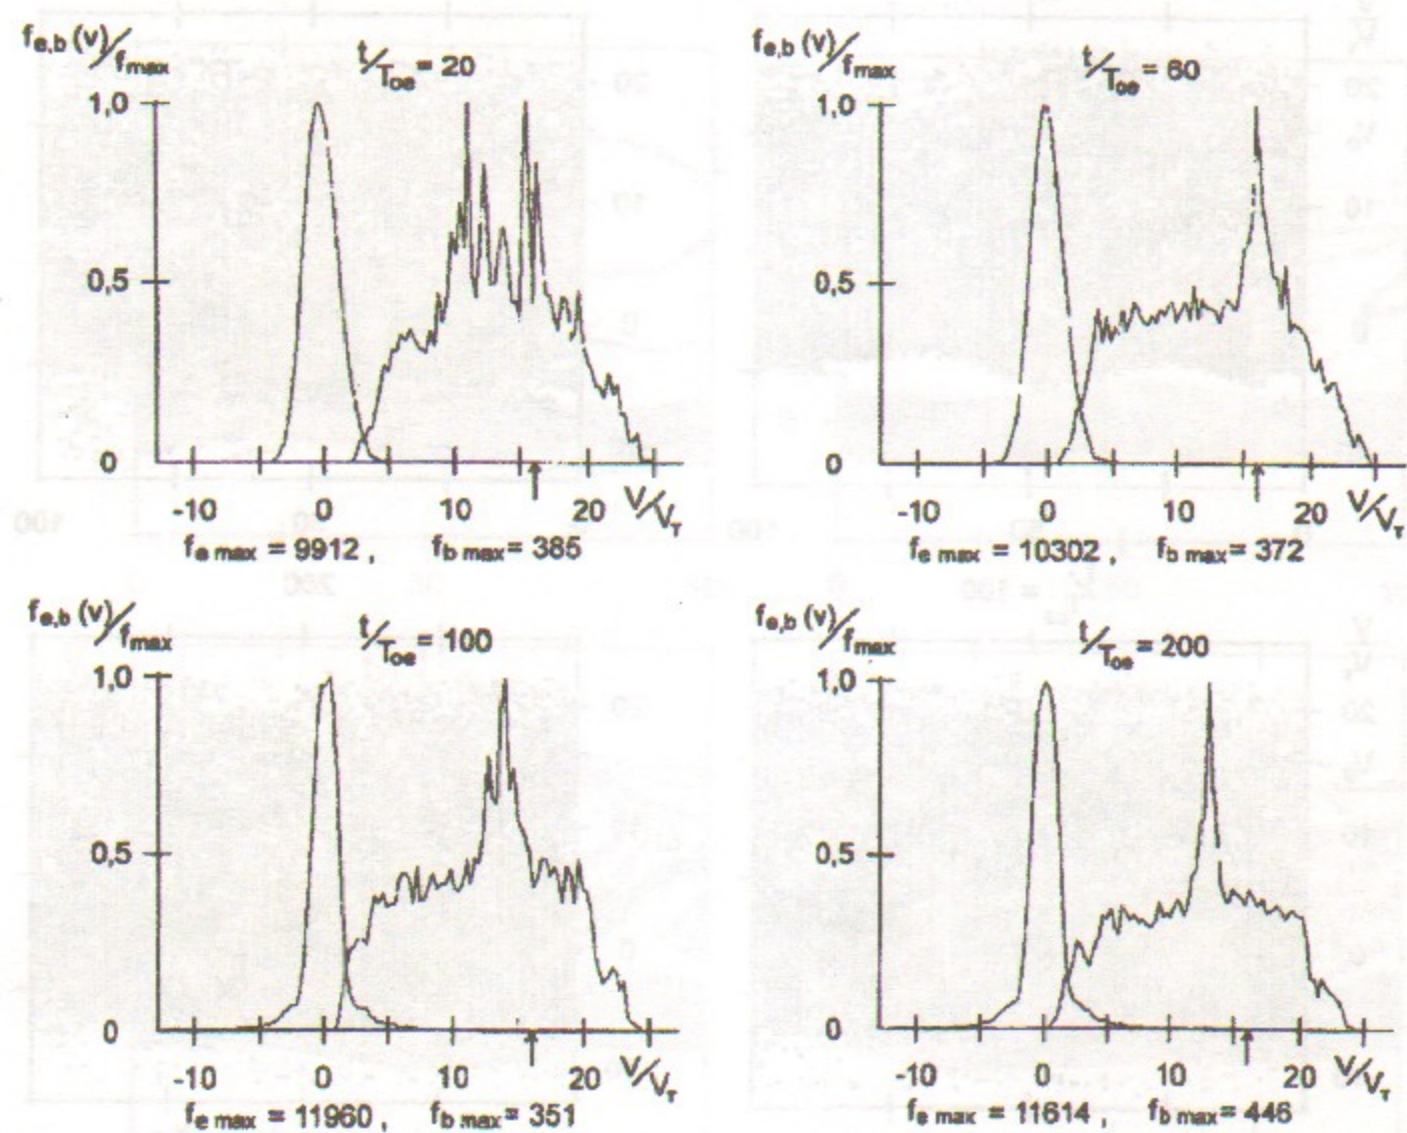 fe,b (v)/fmax
t/Toe = 20
1,0
0,5
0
-10 0 10 20 V/VT
fe max = 9912 , fb max = 385
fe,b (v)/fmax
t/Toe = 60
1,0
0,5
0
-10 0 10 20 V/VT
fe max = 10302 , fb max = 372
fe,b (v)/fmax
t/Toe = 100
1,0
0,5
0
-10 0 10 20 V/VT
fe max = 11960 , fb max = 351
fe,b (v)/fmax
t/Toe = 200
1,0
0,5
0
-10 0 10 20 V/VT
fe max = 11614 , fb max = 446